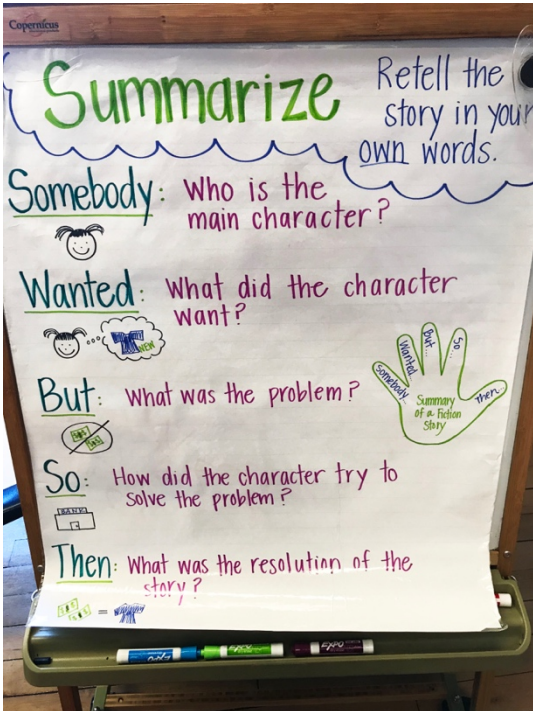 Copernicus
Summarize
Retell the
story in your
own words.
Somebody: Who is the
main character?
Wanted: What did the character
want?
NEW
But: What was the problem?
So: How did the character try to
solve the problem?
BANK
Then: What was the resolution of the
story?
=
Somebody...
Wanted...
But...
So...
Then...
Summary
of a Fiction
Story
EXPO
EXPO
EXPO